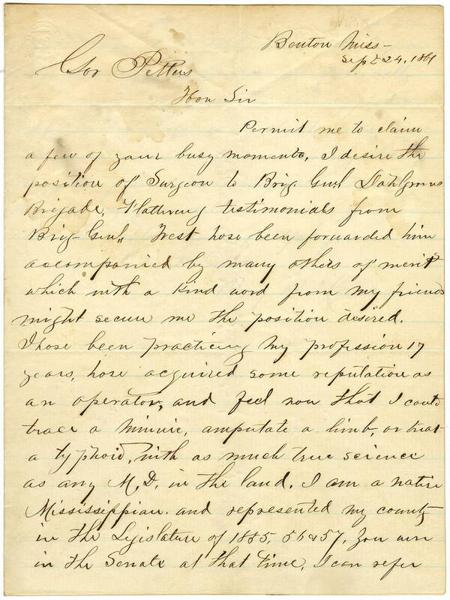 Benton Miss-
Sept 24, 1861
Gov Pettus
Hon Sir
Permit me to claim
a few of your busy moments, I desire the
position of Surgeon to Brig Genl Dahlgrens
Brigade, Flattering testimonials from
Brig-Genl, West have been forwarded him
accompanied by many others of merit
which with a kind word from my friend
might secure me the position desired.
I have been practicing my profession 17
years, have acquired some reputation as
an operator, and feel now that I could
trace a minnie, amputate a limb, or treat
a typhoid, with as much true science
as any M.D. in the land. I am a native
Mississippian and represented my county
in the Legislature of 1855, 56 & 57, You were
in the Senate at that time, I can refer